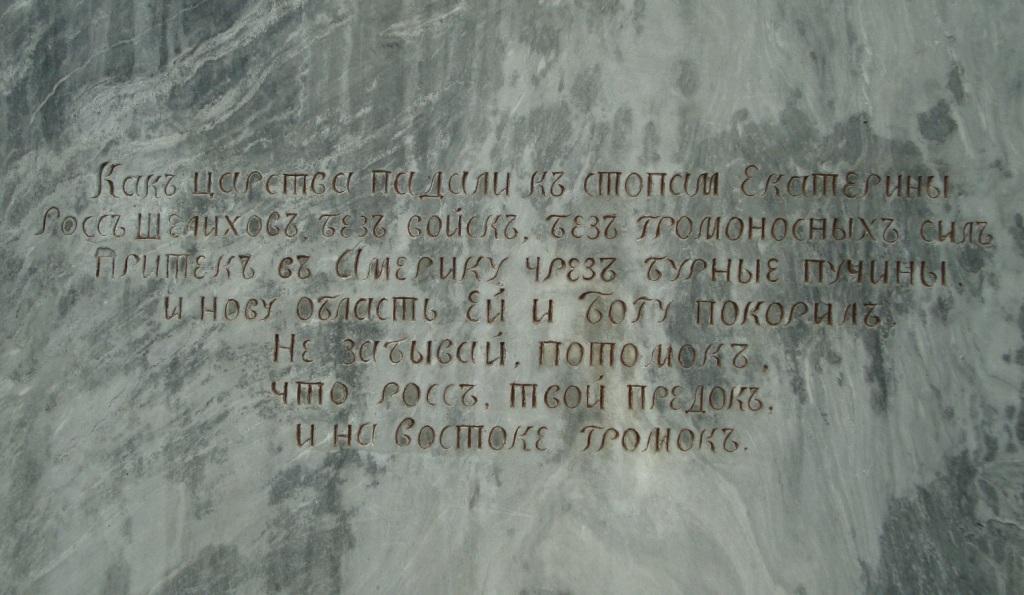 Какъ царства падали къ стопам Екатерины.
Россъ Шелиховъ, безъ войскъ, безъ громоносныхъ силъ
Притекъ въ Америку чрезъ бурные пучины.
и нову область Ей и Богу покорилъ.
Не забывай, потомокъ,
что россъ, твой предокъ,
и на востоке громокъ.